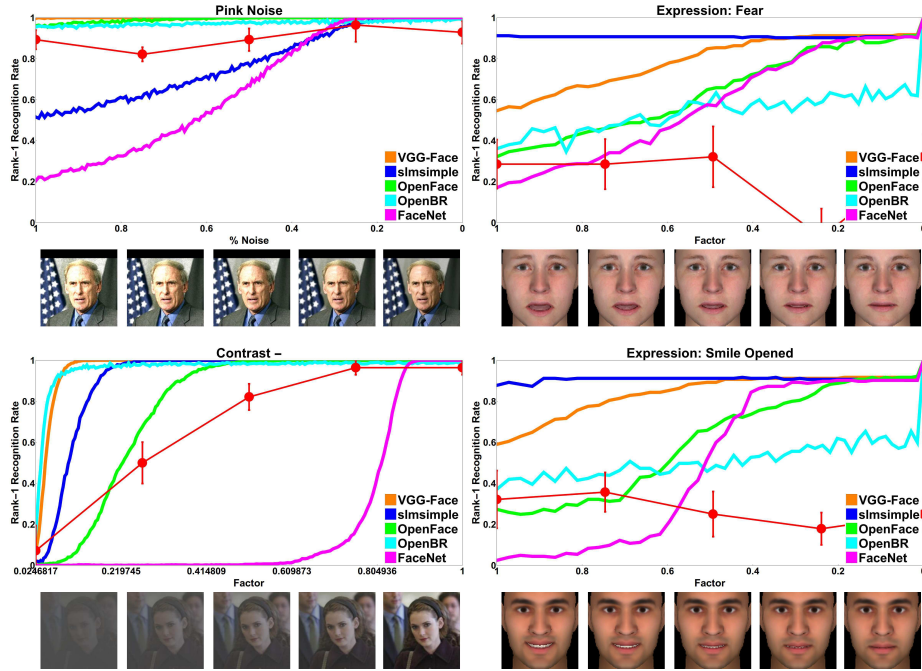 Pink Noise
Rank-1 Recognition Rate
1
0.8
0.6
0.4
0.2
0
VGG-Face
slmsimple
OpenFace
OpenBR
FaceNet
1 0.8 0.6 0.4 0.2 0
% Noise
Expression: Fear
Rank-1 Recognition Rate
1
0.8
0.6
0.4
0.2
0
VGG-Face
slmsimple
OpenFace
OpenBR
FaceNet
1 0.8 0.6 0.4 0.2 0
Factor
Contrast –
Rank-1 Recognition Rate
1
0.8
0.6
0.4
0.2
0
VGG-Face
slmsimple
OpenFace
OpenBR
FaceNet
0.0246817 0.219745 0.414809 0.609873 0.804936 1
Factor
Expression: Smile Opened
Rank-1 Recognition Rate
1
0.8
0.6
0.4
0.2
0
VGG-Face
slmsimple
OpenFace
OpenBR
FaceNet
1 0.8 0.6 0.4 0.2 0
Factor